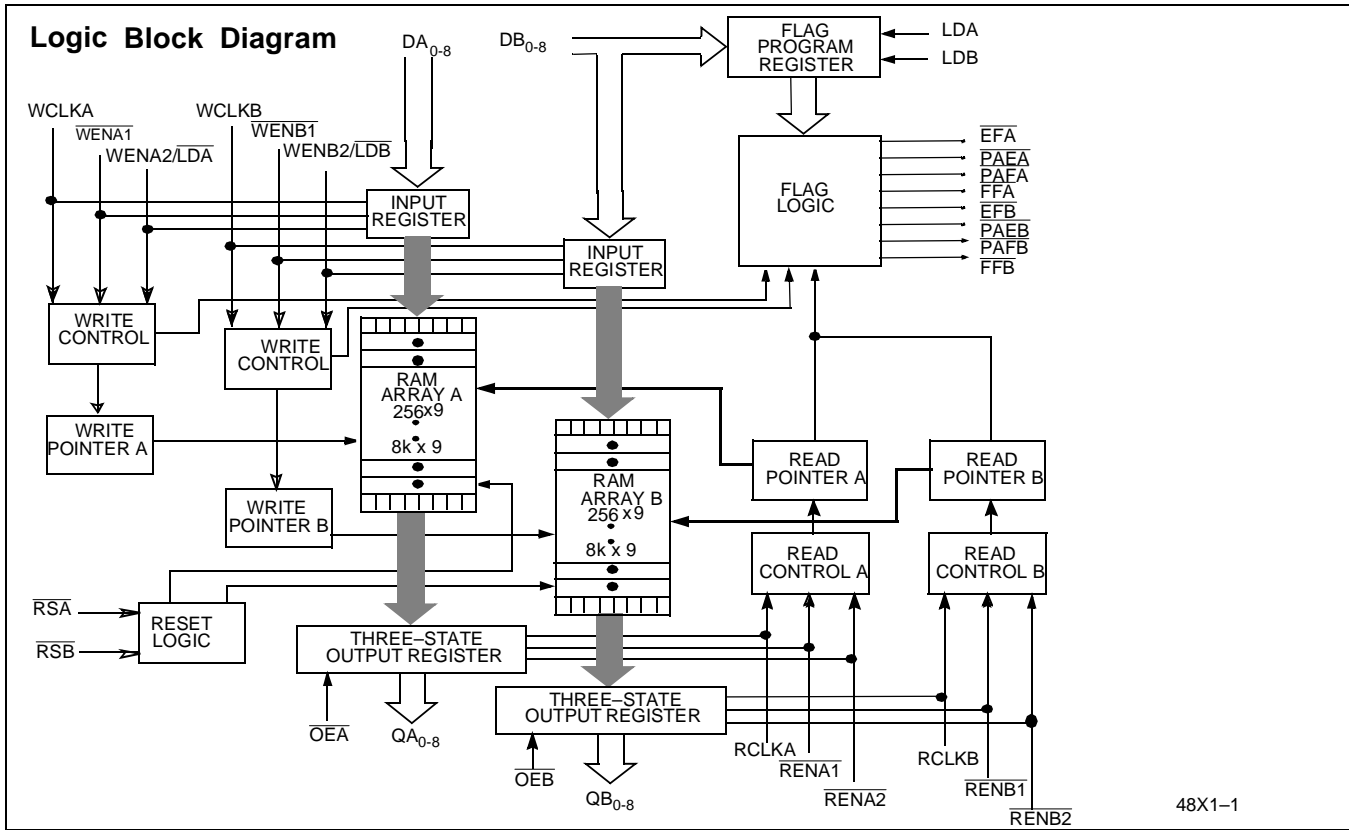 Logic Block Diagram
DA0-8
DB0-8
FLAG
PROGRAM
REGISTER
LDA
LDB
WCLKA
WENA1
WENA2/LDA
WCLKB
WENB1
WENB2/LDB
INPUT
REGISTER
INPUT
REGISTER
FLAG
LOGIC
EFA
PAEA
PAFA
FFA
EFB
PAEB
PAFB
FFB
WRITE
CONTROL
WRITE
CONTROL
RAM
ARRAY A
256 x 9
8k x 9
WRITE
POINTER A
WRITE
POINTER B
RAM
ARRAY B
256 x 9
8k x 9
READ
POINTER A
READ
POINTER B
READ
CONTROL A
READ
CONTROL B
RSA
RSB
RESET
LOGIC
THREE–STATE
OUTPUT REGISTER
THREE–STATE
OUTPUT REGISTER
OEA
QA0-8
OEB
QB0-8
RCLKA
RENA1
RENA2
RCLKB
RENB1
RENB2
48X1–1